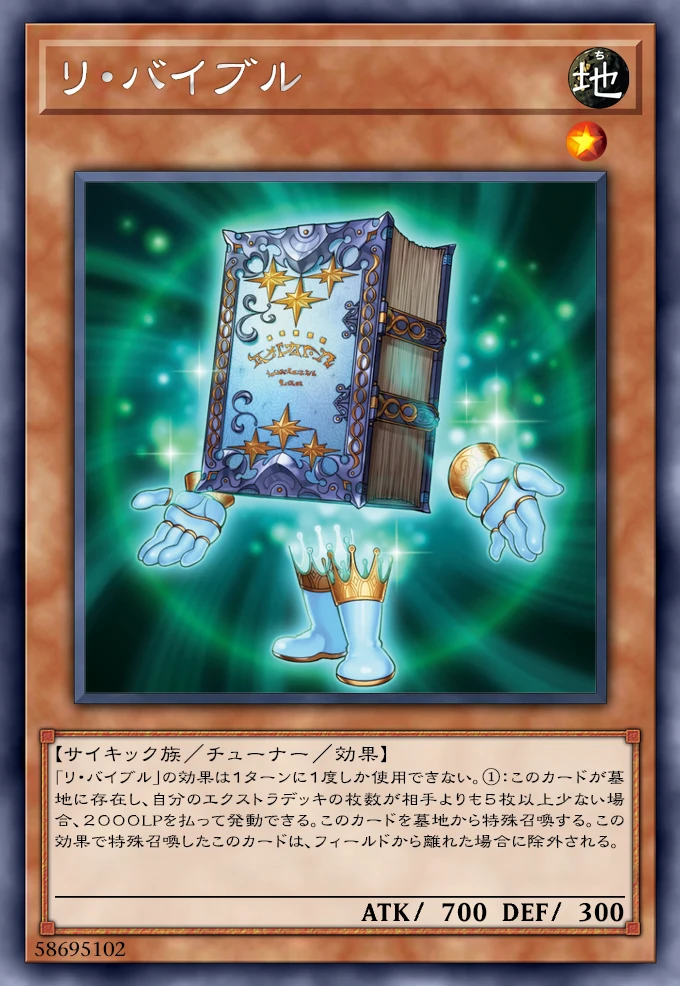 リ・バイブル
ち
地
【サイキック族／チューナー／効果】
「リ・バイブル」の効果は１ターンに１度しか使用できない。①：このカードが墓
地に存在し、自分のエクストラデッキの枚数が相手よりも５枚以上少ない場
合、２０００LPを払って発動できる。このカードを墓地から特殊召喚する。この
効果で特殊召喚したこのカードは、フィールドから離れた場合に除外される。
ATK/ 700 DEF/ 300
58695102